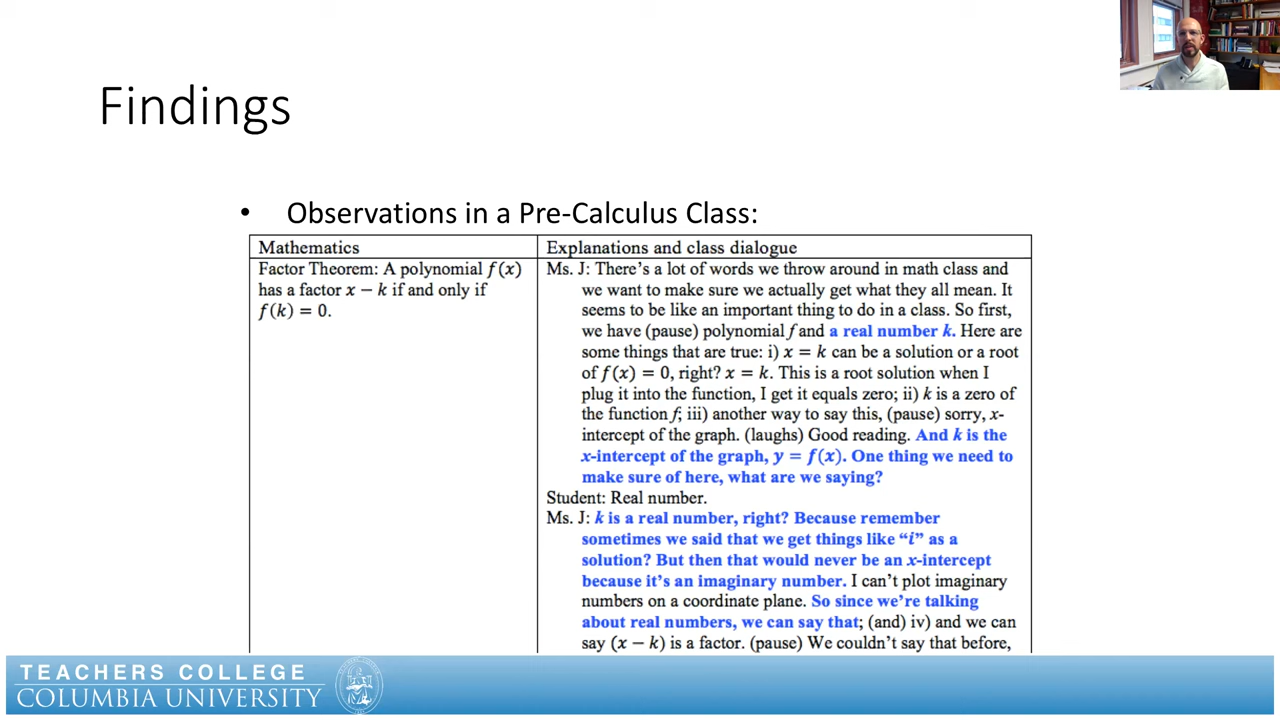 Findings
• Observations in a Pre-Calculus Class:
Mathematics
Factor Theorem: A polynomial f(x)
has a factor x − k if and only if
f(k) = 0.
Explanations and class dialogue
Ms. J: There's a lot of words we throw around in math class and
we want to make sure we actually get what they all mean. It
seems to be like an important thing to do in a class. So first,
we have (pause) polynomial f and a real number k. Here are
some things that are true: i) x = k can be a solution or a root
of f(x) = 0, right? x = k. This is a root solution when I
plug it into the function, I get it equals zero; ii) k is a zero of
the function f; iii) another way to say this, (pause) sorry, x-
intercept of the graph. (laughs) Good reading. And k is the
x-intercept of the graph, y = f(x). One thing we need to
make sure of here, what are we saying?
Student: Real number.
Ms. J: k is a real number, right? Because remember
sometimes we said that we get things like "i" as a
solution? But then that would never be an x-intercept
because it's an imaginary number. I can't plot imaginary
numbers on a coordinate plane. So since we're talking
about real numbers, we can say that; (and) iv) and we can
say (x − k) is a factor. (pause) We couldn't say that before,
TEACHERS COLLEGE
COLUMBIA UNIVERSITY